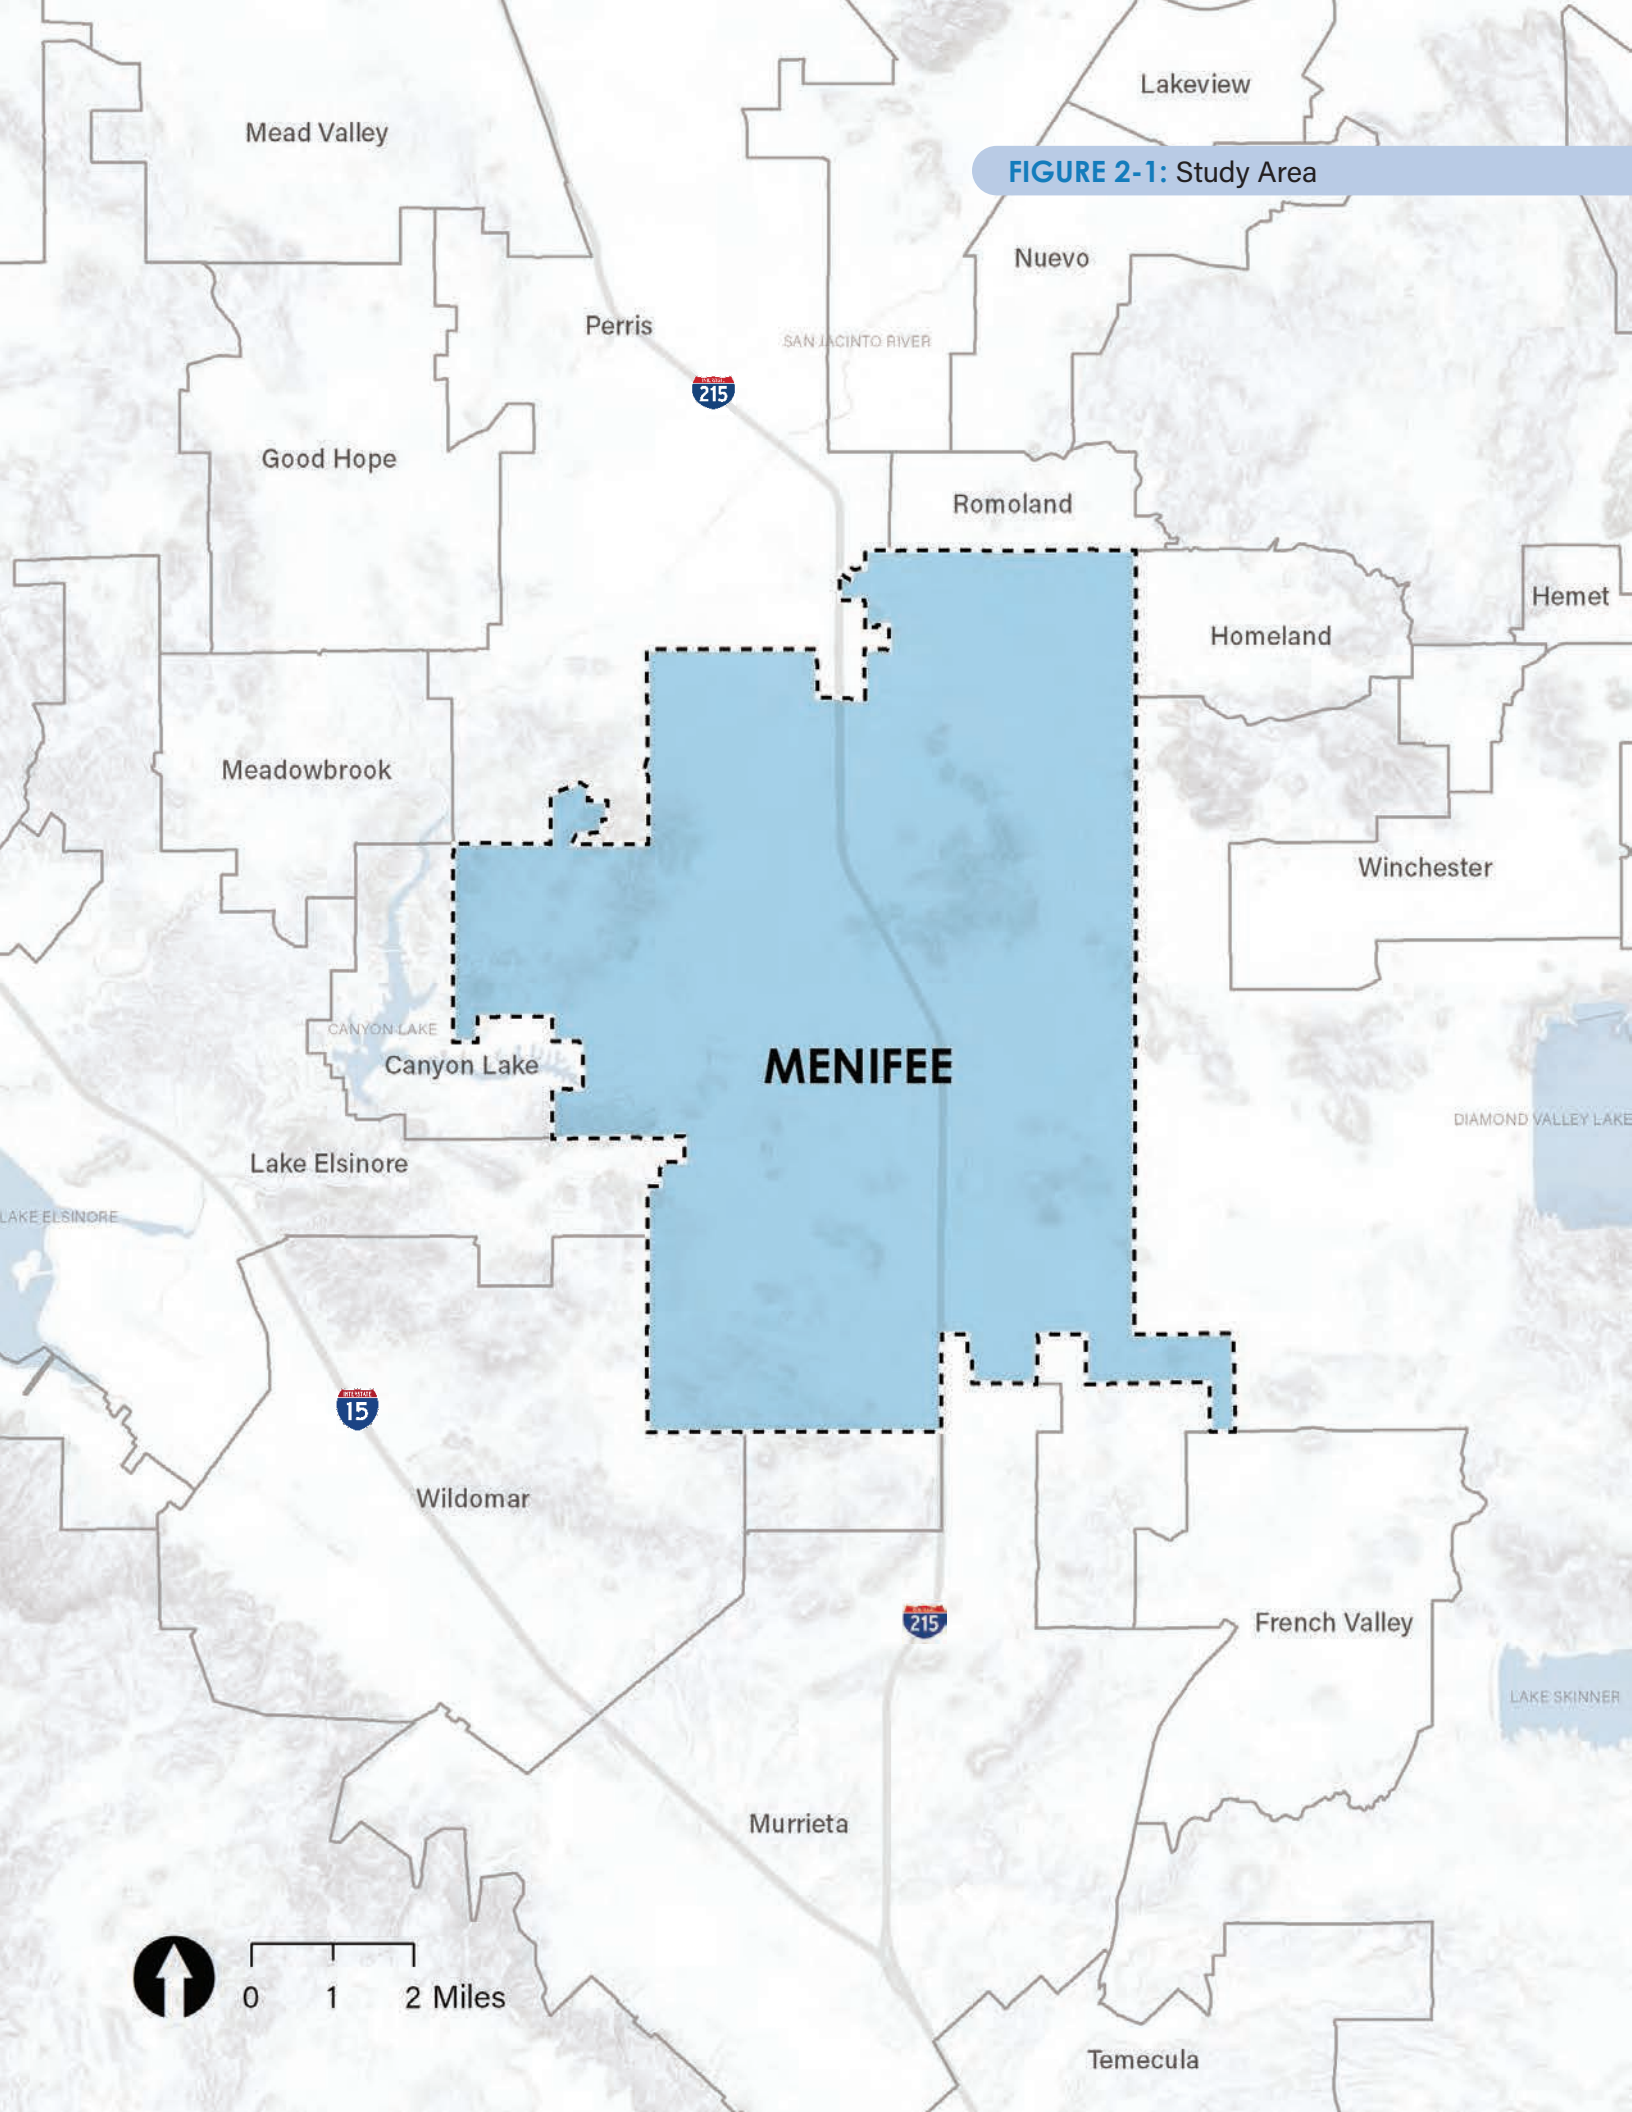 Lakeview
Mead Valley
FIGURE 2-1: Study Area
Nuevo
Perris
SAN JACINTO RIVER
215
Good Hope
Romoland
Hemet
Homeland
Meadowbrook
Winchester
CANYON LAKE
Canyon Lake
MENIFEE
DIAMOND VALLEY LAKE
Lake Elsinore
LAKE ELSINORE
INTERSTATE
15
Wildomar
215
French Valley
LAKE SKINNER
Murrieta
0 1 2 Miles
Temecula